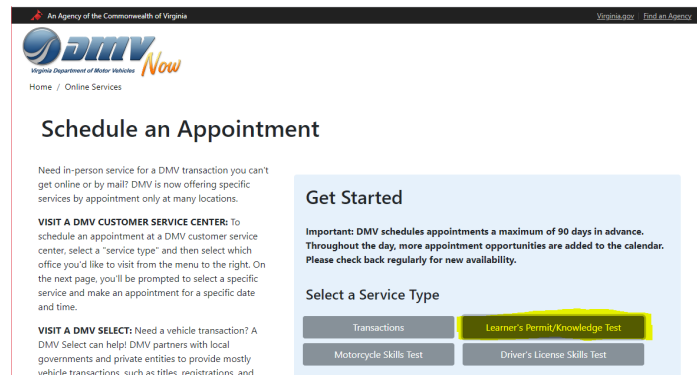 An Agency of the Commonwealth of Virginia
Virginia.gov Find an Agency
DMV Now
Virginia Department of Motor Vehicles
Home / Online Services
Schedule an Appointment
Need in-person service for a DMV transaction you can't
get online or by mail? DMV is now offering specific
services by appointment only at many locations.
VISIT A DMV CUSTOMER SERVICE CENTER: To
schedule an appointment at a DMV customer service
center, select a "service type" and then select which
office you'd like to visit from the menu to the right. On
the next page, you'll be prompted to select a specific
service and make an appointment for a specific date
and time.
VISIT A DMV SELECT: Need a vehicle transaction? A
DMV Select can help! DMV partners with local
governments and private entities to provide mostly
vehicle transactions, such as titles, registrations, and
Get Started
Important: DMV schedules appointments a maximum of 90 days in advance.
Throughout the day, more appointment opportunities are added to the calendar.
Please check back regularly for new availability.
Select a Service Type
Transactions
Learner's Permit/Knowledge Test
Motorcycle Skills Test
Driver's License Skills Test